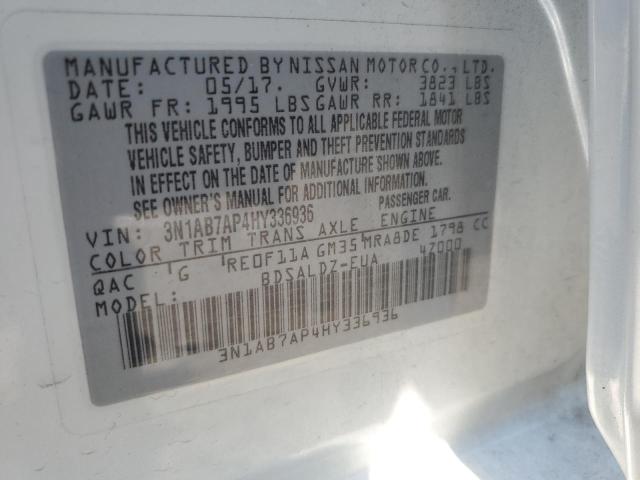 MANUFACTURED BY NISSAN MOTOR CO., LTD.
DATE: 05/17. GVWR: 3823 LBS
GAWR FR: 1995 LBS GAWR RR: 1841 LBS
THIS VEHICLE CONFORMS TO ALL APPLICABLE FEDERAL MOTOR
VEHICLE SAFETY, BUMPER AND THEFT PREVENTION STANDARDS
IN EFFECT ON THE DATE OF MANUFACTURE SHOWN ABOVE.
SEE OWNER'S MANUAL FOR ADDITIONAL INFORMATION.
VIN: 3N1AB7AP4HY336936 PASSENGER CAR.
COLOR TRIM TRANS AXLE ENGINE
QAC G RE0F11A GM35 MRA8DE 1798 CC
MODEL: BDSALDZ-EUA 47000
3N1AB7AP4HY336936